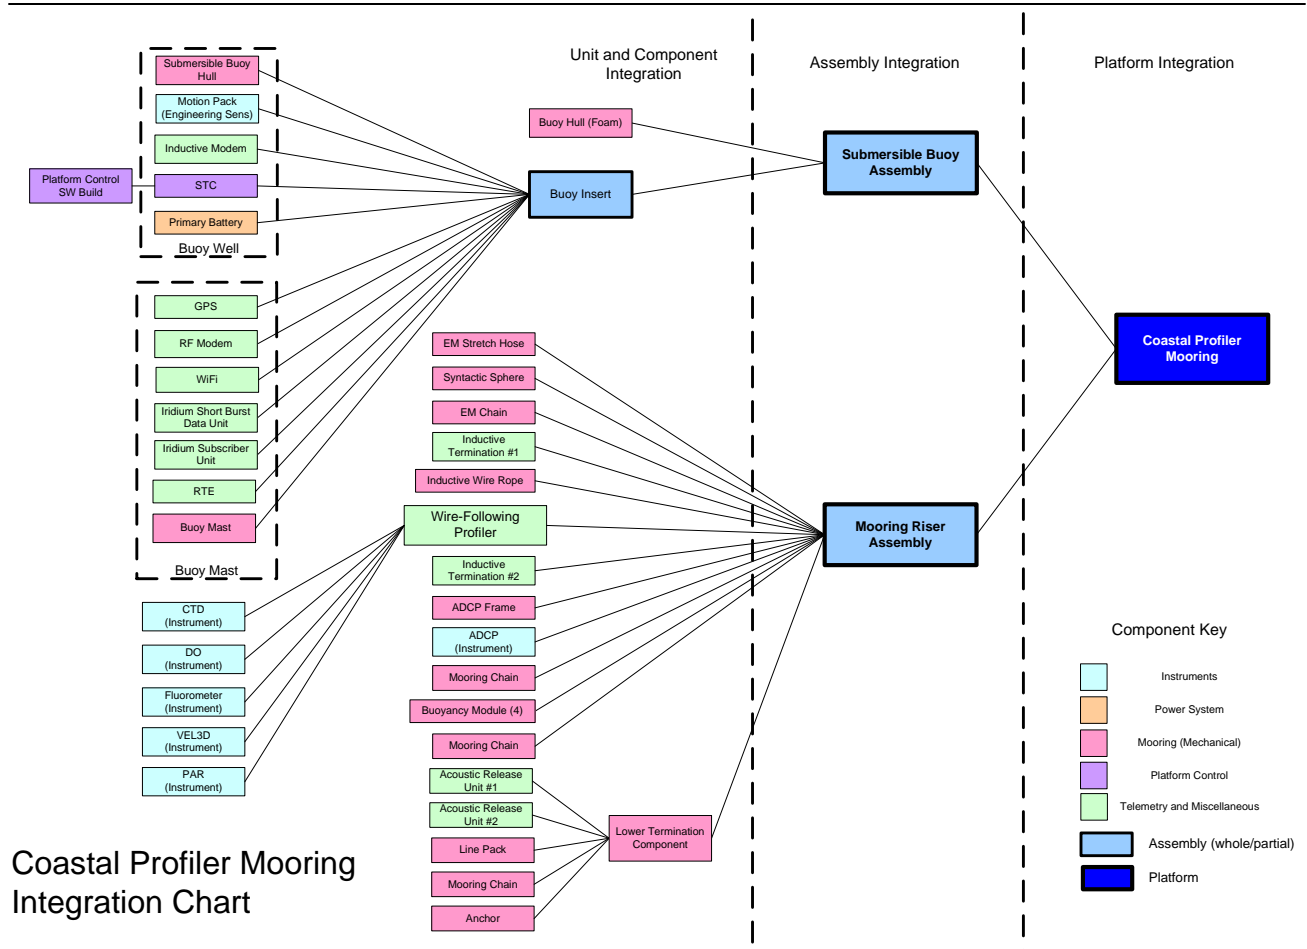 Unit and Component
Integration
Assembly Integration
Platform Integration
Submersible Buoy
Hull
Motion Pack
(Engineering Sens)
Inductive Modem
Platform Control
SW Build
STC
Primary Battery
Buoy Well
Buoy Hull (Foam)
Buoy Insert
Submersible Buoy
Assembly
GPS
RF Modem
WiFi
Iridium Short Burst
Data Unit
Iridium Subscriber
Unit
RTE
Buoy Mast
Buoy Mast
EM Stretch Hose
Syntactic Sphere
EM Chain
Inductive
Termination #1
Inductive Wire Rope
Wire-Following
Profiler
Inductive
Termination #2
ADCP Frame
ADCP
(Instrument)
Mooring Chain
Buoyancy Module (4)
Mooring Chain
Acoustic Release
Unit #1
Acoustic Release
Unit #2
Line Pack
Mooring Chain
Anchor
Lower Termination
Component
Mooring Riser
Assembly
Coastal Profiler
Mooring
CTD
(Instrument)
DO
(Instrument)
Fluorometer
(Instrument)
VEL3D
(Instrument)
PAR
(Instrument)
Component Key
Instruments
Power System
Mooring (Mechanical)
Platform Control
Telemetry and Miscellaneous
Assembly (whole/partial)
Platform
Coastal Profiler Mooring
Integration Chart